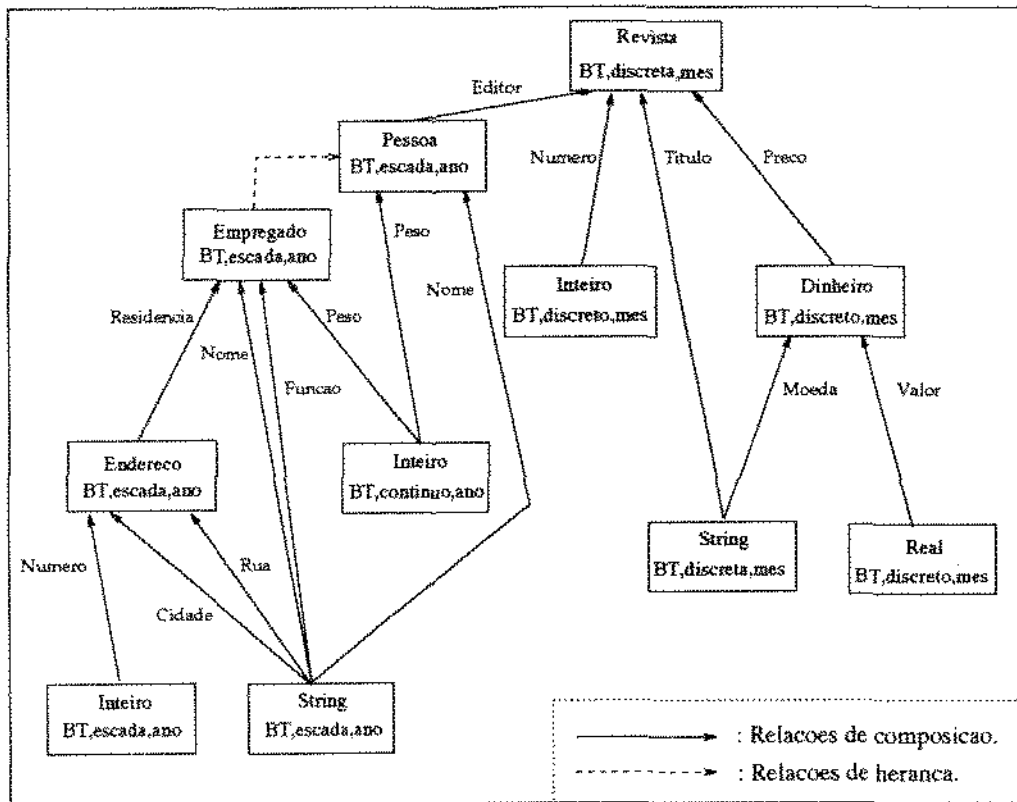 Revista
BT,discreta,mes
Editor
Pessoa
BT,escada,ano
Numero
Titulo
Preco
Empregado
BT,escada,ano
Peso
Nome
Inteiro
BT,discreto,mes
Dinheiro
BT,discreto,mes
Residencia
Nome
Peso
Funcao
Moeda
Valor
Endereco
BT,escada,ano
Inteiro
BT,continuo,ano
String
BT,discreta,mes
Real
BT,discreto,mes
Numero
Rua
Cidade
Inteiro
BT,escada,ano
String
BT,escada,ano
: Relacoes de composicao.
: Relacoes de heranca.